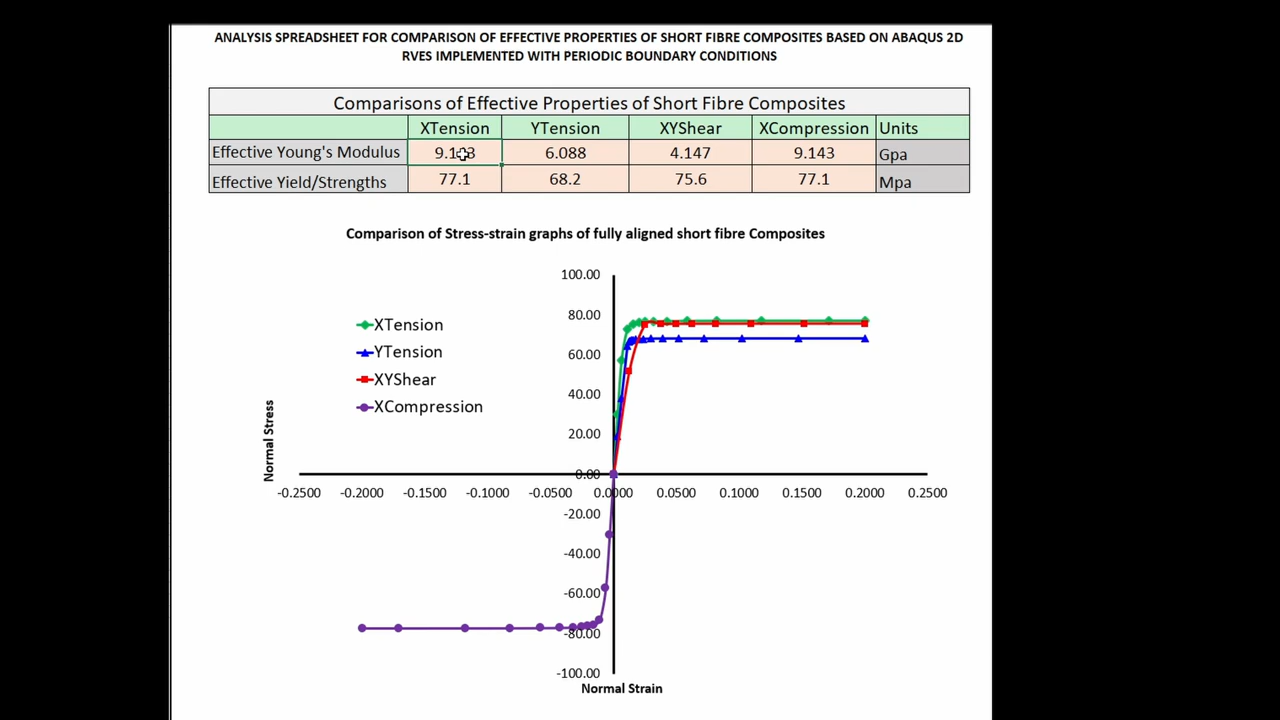 ANALYSIS SPREADSHEET FOR COMPARISON OF EFFECTIVE PROPERTIES OF SHORT FIBRE COMPOSITES BASED ON ABAQUS 2D
RVES IMPLEMENTED WITH PERIODIC BOUNDARY CONDITIONS
Comparisons of Effective Properties of Short Fibre Composites
XTension YTension XYShear XCompression Units
Effective Young's Modulus 6.088 4.147 9.143 Gpa
Effective Yield/Strengths 77.1 68.2 75.6 77.1 Mpa
Comparison of Stress-strain graphs of fully aligned short fibre Composites
100.00
80.00
60.00
40.00
20.00
0.00
-20.00
-40.00
-60.00
-80.00
-100.00
XTension
YTension
XYShear
XCompression
Normal Stress
-0.2500 -0.2000 -0.1500 -0.1000 -0.0500 0.0000 0.0500 0.1000 0.1500 0.2000 0.2500
Normal Strain